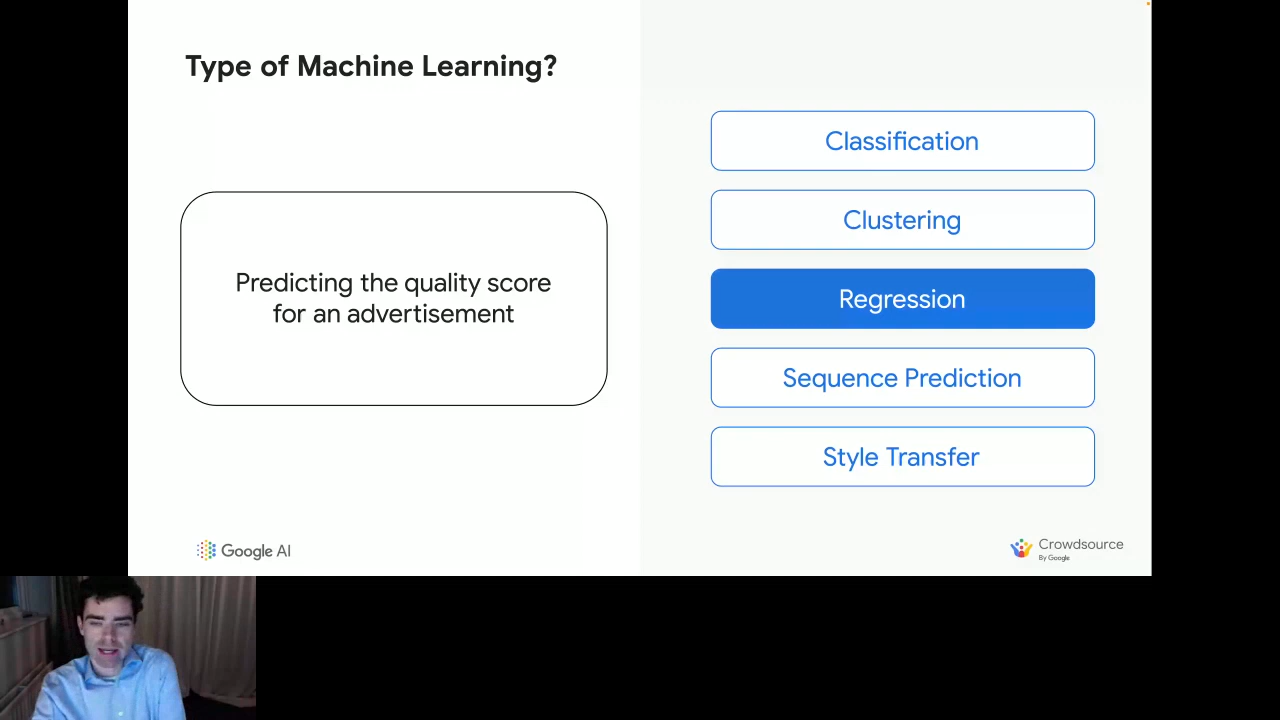 Type of Machine Learning?
Predicting the quality score
for an advertisement
Classification
Clustering
Regression
Sequence Prediction
Style Transfer
Google AI
Crowdsource
By Google